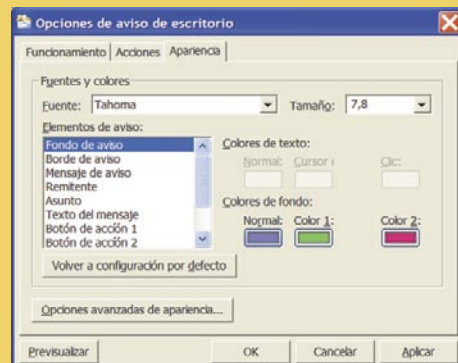 Opciones de aviso de escritorio
Funcionamiento Acciones Apariencia
Fuentes y colores
Fuente: Tahoma Tamaño: 7,8
Elementos de aviso:
Fondo de aviso
Borde de aviso
Mensaje de aviso
Remitente
Asunto
Texto del mensaje
Botón de acción 1
Botón de acción 2
Colores de texto:
Normal: Cursor Clic:
Colores de fondo:
Normal: Color 1: Color 2:
Volver a configuración por defecto
Opciones avanzadas de apariencia...
Previsualizar OK Cancelar Aplicar